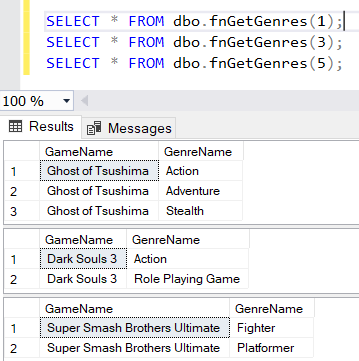 SELECT * FROM dbo.fnGetGenres(1);
SELECT * FROM dbo.fnGetGenres(3);
SELECT * FROM dbo.fnGetGenres(5);
100 %
Results Messages
GameName GenreName
1 Ghost of Tsushima Action
2 Ghost of Tsushima Adventure
3 Ghost of Tsushima Stealth
GameName GenreName
1 Dark Souls 3 Action
2 Dark Souls 3 Role Playing Game
GameName GenreName
1 Super Smash Brothers Ultimate Fighter
2 Super Smash Brothers Ultimate Platformer